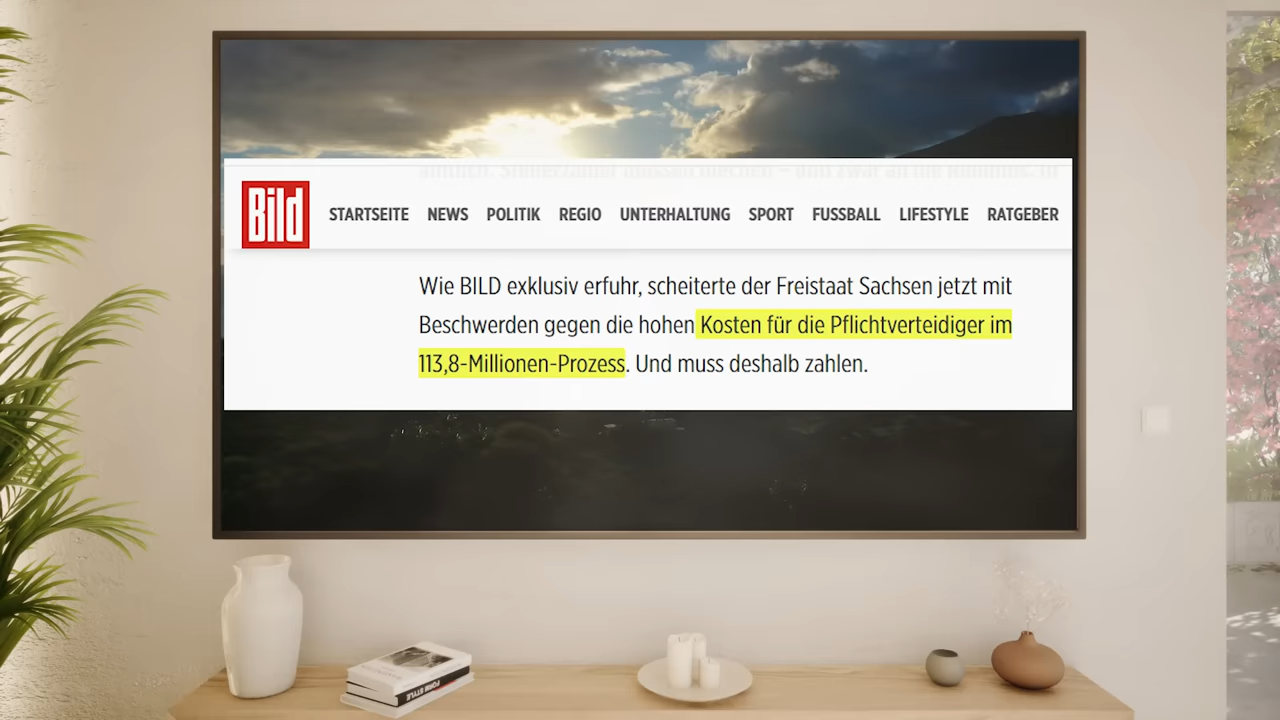 Bild
STARTSEITE NEWS POLITIK REGIO UNTERHALTUNG SPORT FUSSBALL LIFESTYLE RATGEBER
Wie BILD exklusiv erfuhr, scheiterte der Freistaat Sachsen jetzt mit
Beschwerden gegen die hohen Kosten für die Pflichtverteidiger im
113,8-Millionen-Prozess. Und muss deshalb zahlen.